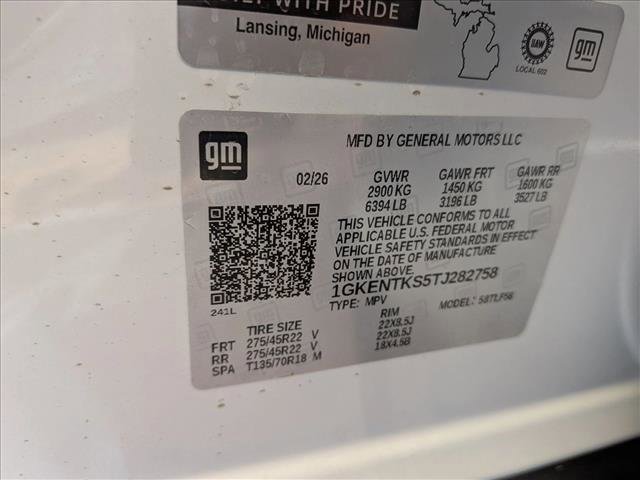 WITH PRIDE
Lansing, Michigan
UAW
LOCAL 602
gm
gm
MFD BY GENERAL MOTORS LLC
02/26 GVWR GAWR FRT GAWR RR
2900 KG 1450 KG 1600 KG
6394 LB 3196 LB 3527 LB
THIS VEHICLE CONFORMS TO ALL
APPLICABLE U.S. FEDERAL MOTOR
VEHICLE SAFETY STANDARDS IN EFFECT
ON THE DATE OF MANUFACTURE
SHOWN ABOVE.
1GKENTKS5TJ282758
241L TYPE: MPV MODEL:
TIRE SIZE RIM
FRT 275/45R22 V 22X8.5J
RR 275/45R22 V 22X8.5J
SPA T135/70R18 M 18X4.5B